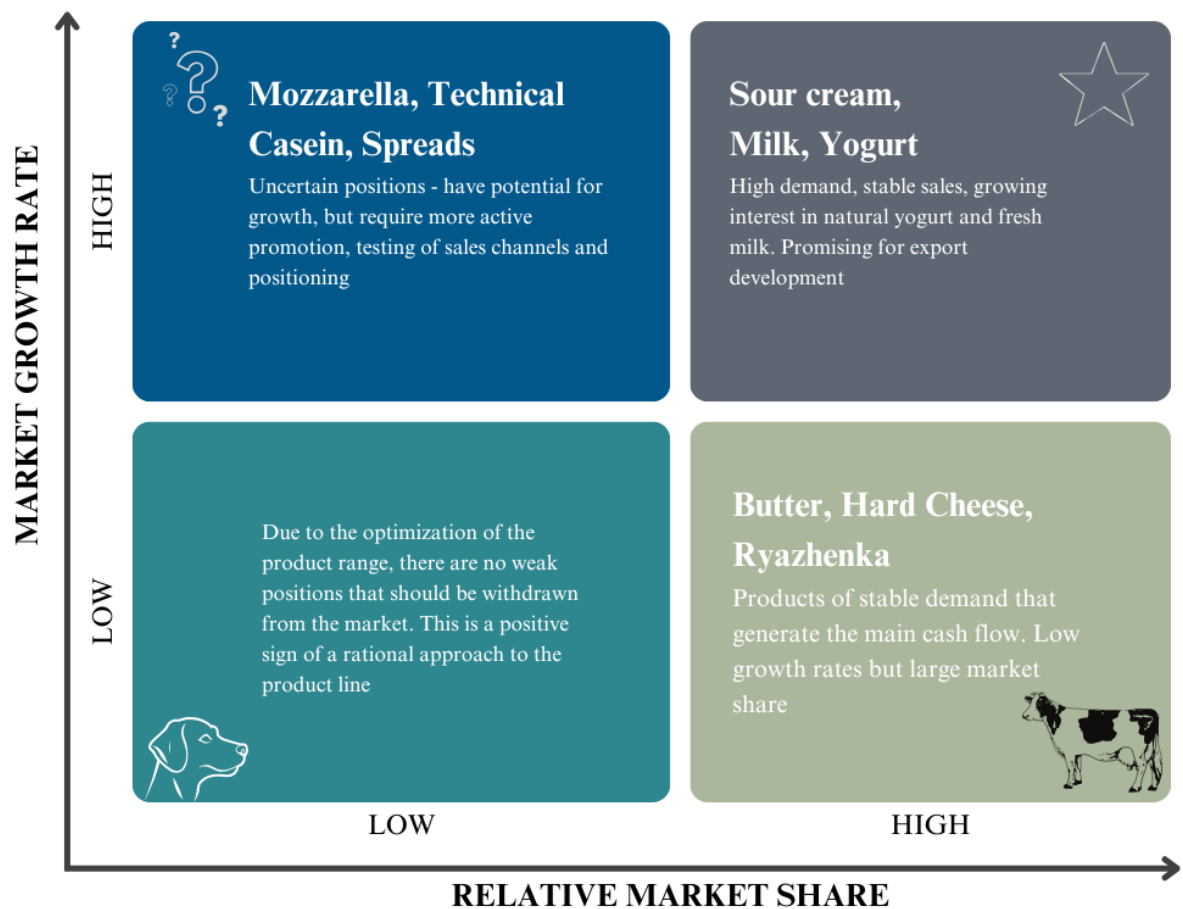 MARKET GROWTH RATE
HIGH
LOW
? ? ? ?
Mozzarella, Technical
Casein, Spreads
Uncertain positions - have potential for
growth, but require more active
promotion, testing of sales channels and
positioning
Sour cream,
Milk, Yogurt
High demand, stable sales, growing
interest in natural yogurt and fresh
milk. Promising for export
development
Due to the optimization of the
product range, there are no weak
positions that should be withdrawn
from the market. This is a positive
sign of a rational approach to the
product line
Butter, Hard Cheese,
Ryazhenka
Products of stable demand that
generate the main cash flow. Low
growth rates but large market
share
LOW
HIGH
RELATIVE MARKET SHARE